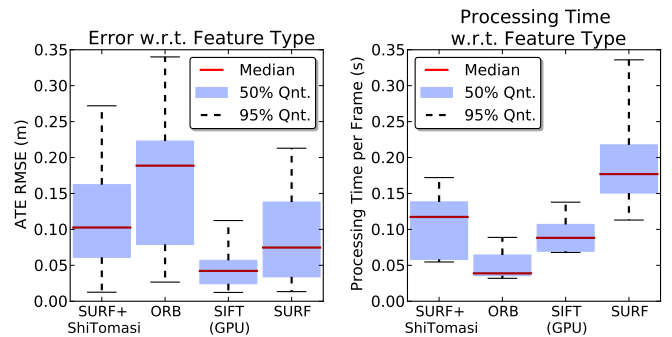 Error w.r.t. Feature Type
ATE RMSE (m)
0.35
0.30
0.25
0.20
0.15
0.10
0.05
0.00
Median
50% Qnt.
95% Qnt.
SURF+
ShiTomasi
ORB
SIFT
(GPU)
SURF
Processing Time
w.r.t. Feature Type
Processing Time per Frame (s)
0.35
0.30
0.25
0.20
0.15
0.10
0.05
0.00
Median
50% Qnt.
95% Qnt.
SURF+
ShiTomasi
ORB
SIFT
(GPU)
SURF